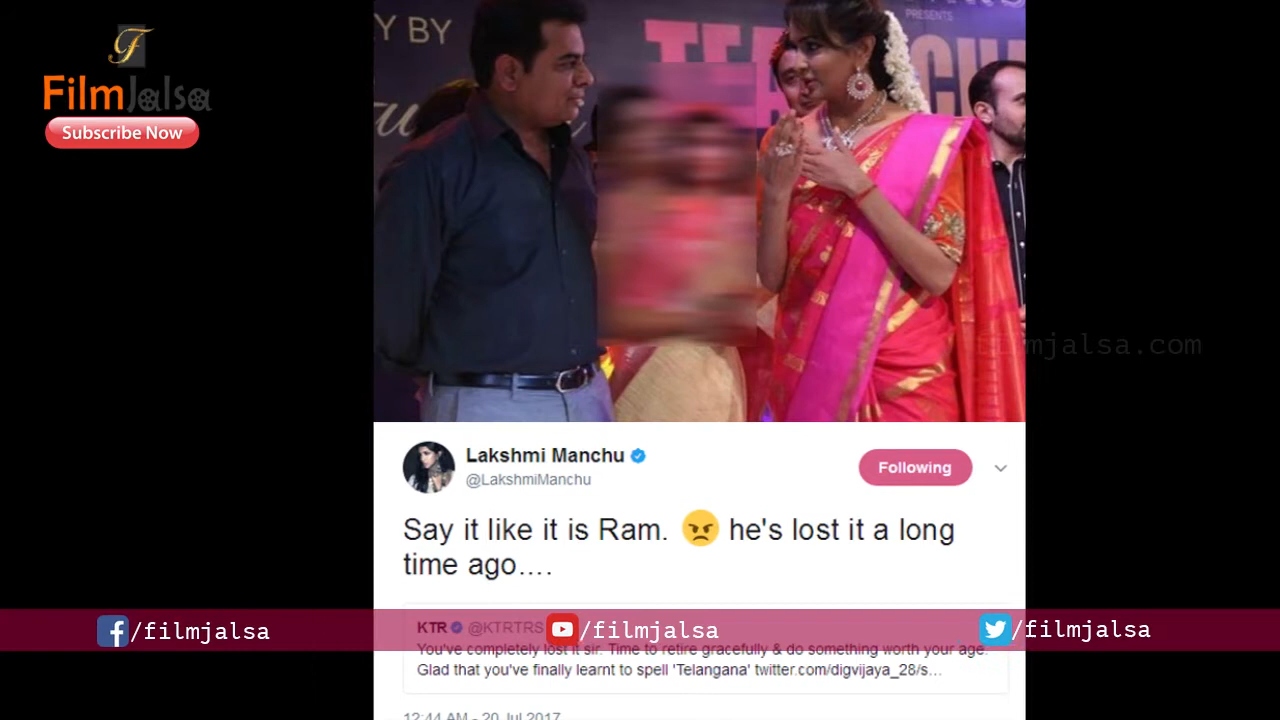 Y BY
PRESENTS
TEACH
F
FilmJalsa
Subscribe Now
filmjalsa.com
Lakshmi Manchu
@LakshmiManchu
Following
Say it like it is Ram. 😠 he's lost it a long
time ago....
KTR @KTRTRS
You've completely lost it sir. Time to retire gracefully & do something worth your age.
Glad that you've finally learnt to spell 'Telangana' twitter.com/digvijaya_28/s...
/filmjalsa
/filmjalsa
/filmjalsa
12:44 AM - 20 Jul 2017